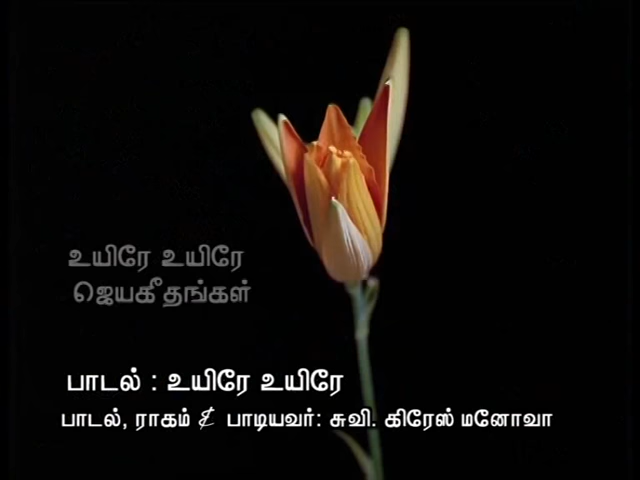 உயிரே உயிரே
ஜெயகீதங்கள்
பாடல் : உயிரே உயிரே
பாடல், ராகம் & பாடியவர்: சுவி. கிரேஸ் மனோவா